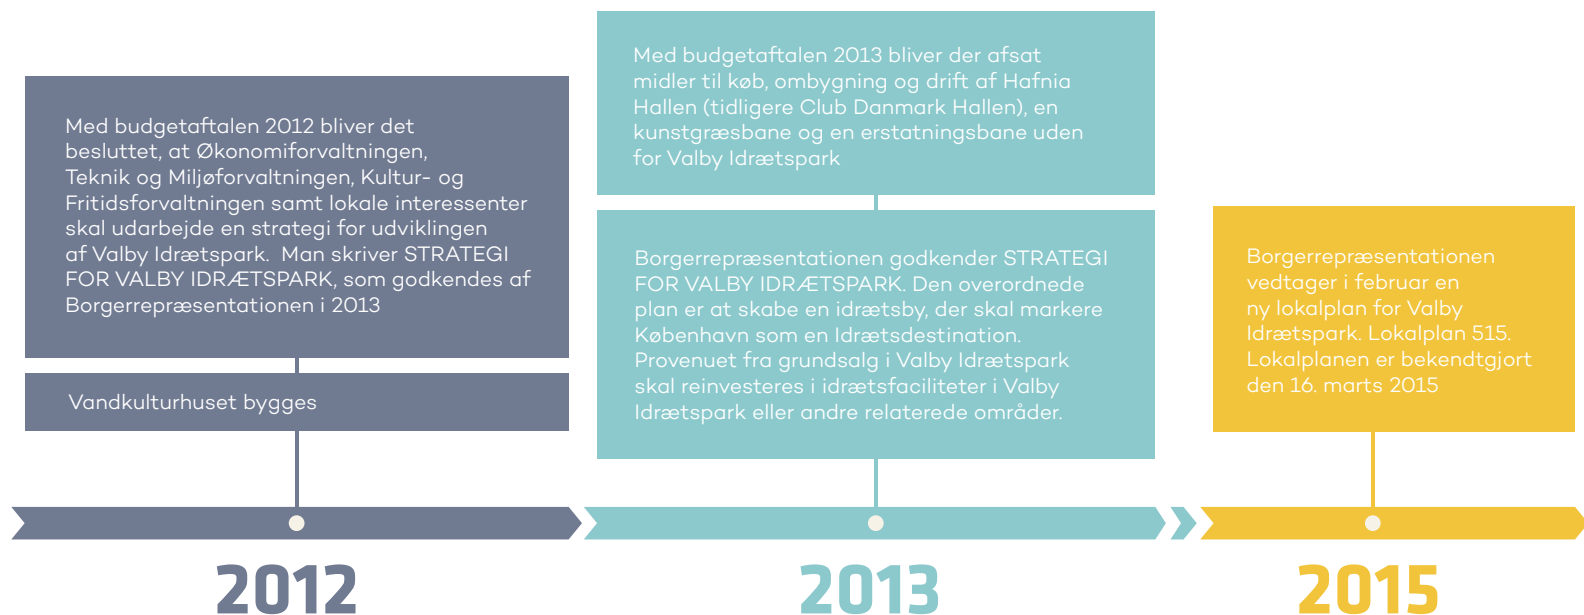 Med budgetaftalen 2012 bliver det
besluttet, at Økonomiforvaltningen,
Teknik og Miljøforvaltningen, Kultur- og
Fritidsforvaltningen samt lokale interessenter
skal udarbejde en strategi for udviklingen
af Valby Idrætspark.  Man skriver STRATEGI
FOR VALBY IDRÆTSPARK, som godkendes af
Borgerrepræsentationen i 2013
Vandkulturhuset bygges
2012
Med budgetaftalen 2013 bliver der afsat
midler til køb, ombygning og drift af Hafnia
Hallen (tidligere Club Danmark Hallen), en
kunstgræsbane og en erstatningsbane uden
for Valby Idrætspark
Borgerrepræsentationen godkender STRATEGI
FOR VALBY IDRÆTSPARK. Den overordnede
plan er at skabe en idrætsby, der skal markere
København som en Idrætsdestination.
Provenuet fra grundsalg i Valby Idrætspark
skal reinvesteres i idrætsfaciliteter i Valby
Idrætspark eller andre relaterede områder.
2013
Borgerrepræsentationen
vedtager i februar en
ny lokalplan for Valby
Idrætspark. Lokalplan 515.
Lokalplanen er bekendtgjort
den 16. marts 2015
2015